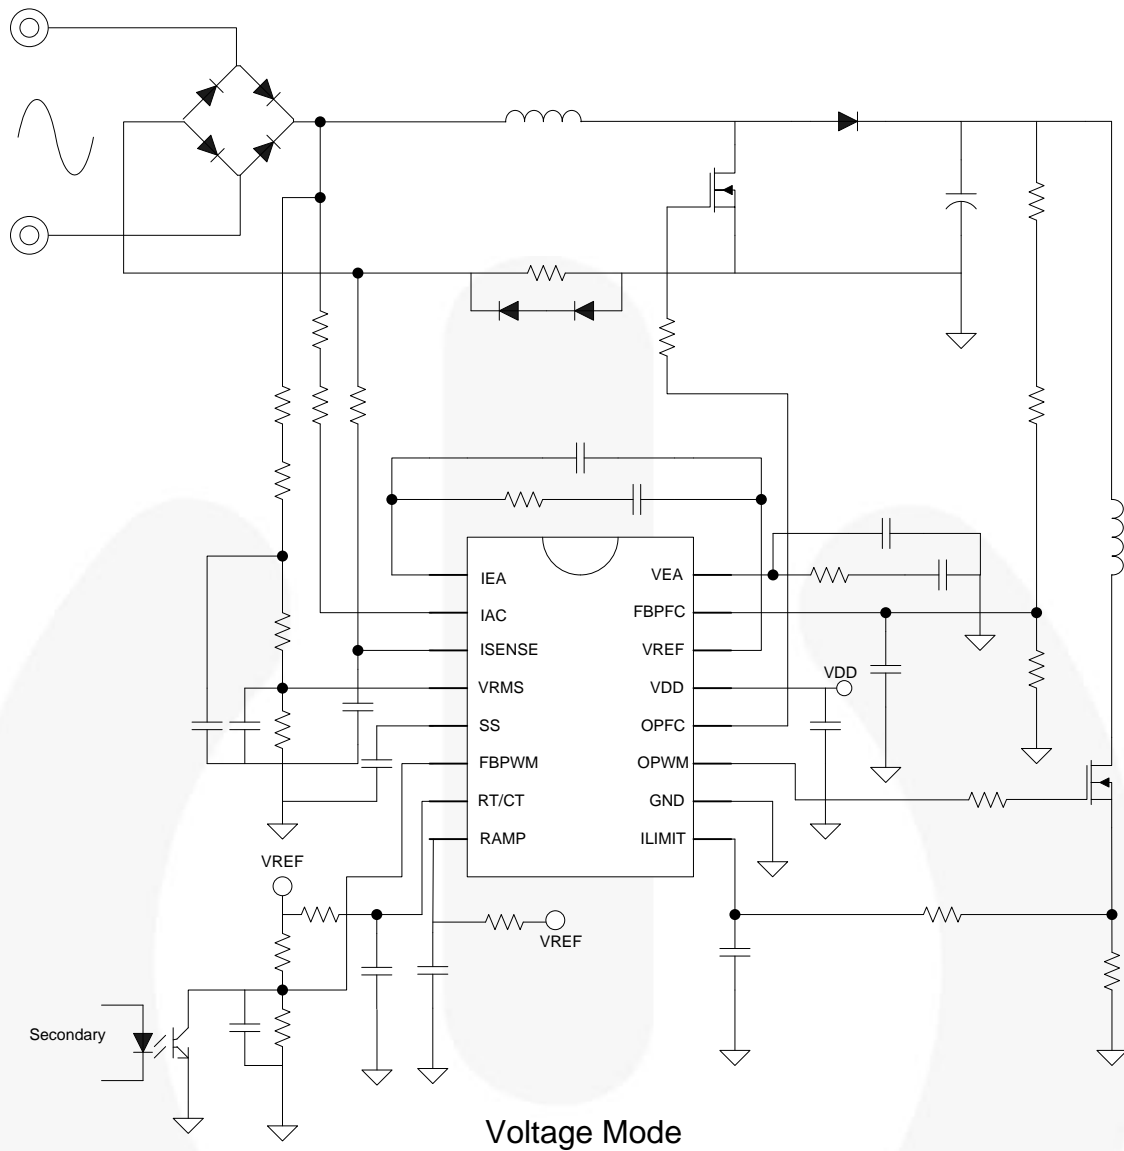 IEA
VEA
IAC
FBPFC
ISENSE
VREF
VRMS
VDD
VDD
SS
OPFC
FBPWM
OPWM
RT/CT
GND
RAMP
ILIMIT
VREF
VREF
Secondary
Voltage Mode